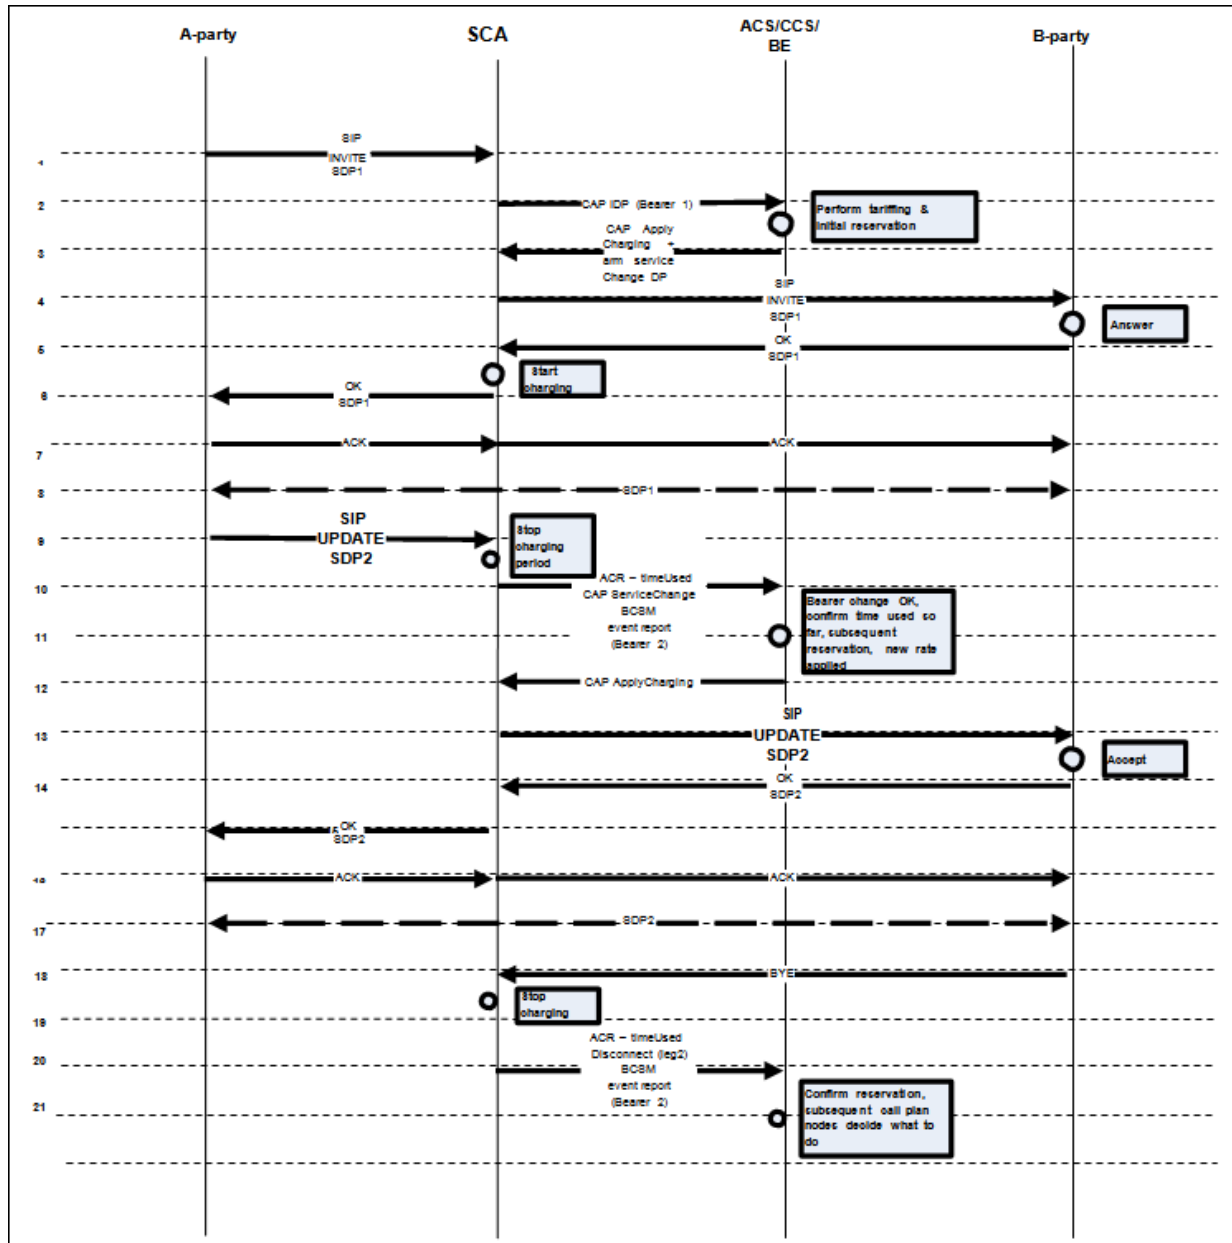 A-party
SCA
ACS/CCS/
BE
B-party
SIP
INVITE
SDP1
2
CAP IDP (Bearer 1)
Perform tariffing &
initial reservation
3
CAP Apply
Charging +
arm service
Change DP
4
SIP
INVITE
SDP1
Answer
5
OK
SDP1
Start
charging
6
OK
SDP1
7
ACK
ACK
8
SDP1
9
SIP
UPDATE
SDP2
Stop
charging
period
10
ACR – timeUsed
CAP ServiceChange
BCSM
event report
(Bearer 2)
11
Bearer change OK,
confirm time used so
far, subsequent
reservation, new rate
applied
12
CAP ApplyCharging
13
SIP
UPDATE
SDP2
Accept
14
OK
SDP2
OK
SDP2
16
ACK
ACK
17
SDP2
18
BYE
Stop
charging
19
20
ACR – timeUsed
Disconnect (leg2)
BCSM
event report
(Bearer 2)
21
Confirm reservation,
subsequent call plan
nodes decide what to
do